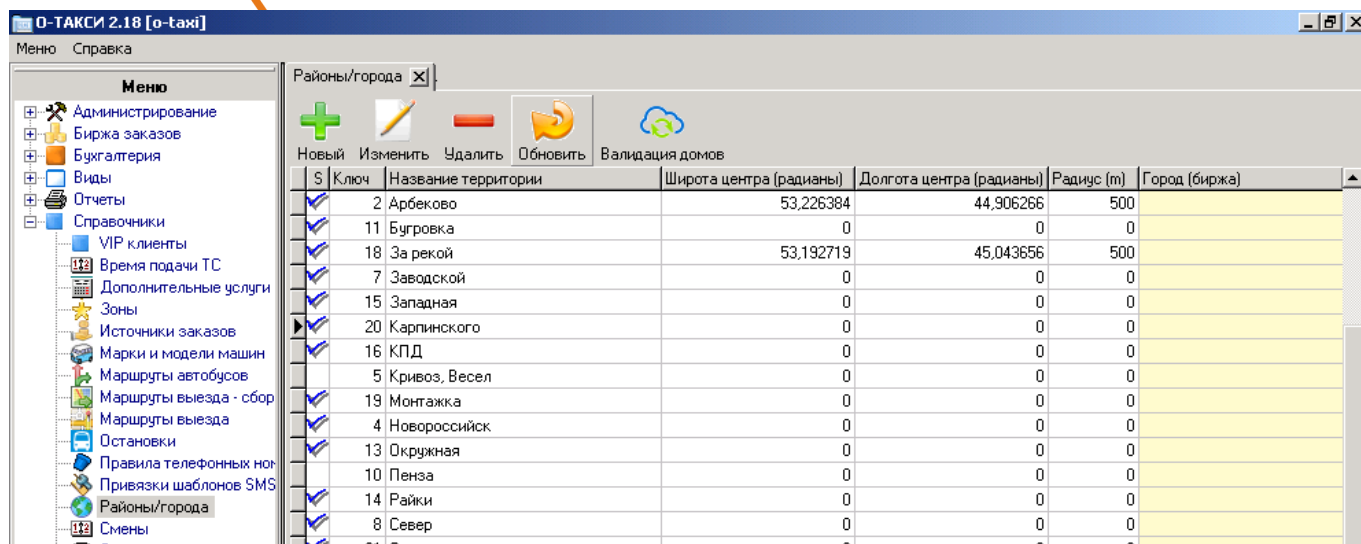 О-ТАКСИ 2.18 [o-taxi]
Меню Справка
Меню
Администрирование
Биржа заказов
Бухгалтерия
Виды
Отчеты
Справочники
VIP клиенты
Время подачи ТС
Дополнительные услуги
Зоны
Источники заказов
Марки и модели машин
Маршруты автобусов
Маршруты выезда - сбор
Маршруты выезда
Остановки
Правила телефонных ном
Привязки шаблонов SMS
Районы/города
Смены
Районы/города
Новый Изменить Удалить Обновить Валидация домов
S Ключ Название территории Широта центра (радианы) Долгота центра (радианы) Радиус (m) Город (биржа)
2 Арбеково 53,226384 44,906266 500
11 Бугровка 0 0 0
18 За рекой 53,192719 45,043656 500
7 Заводской 0 0 0
15 Западная 0 0 0
20 Карпинского 0 0 0
16 КПД 0 0 0
5 Кривоз, Весел 0 0 0
19 Монтажка 0 0 0
4 Новороссийск 0 0 0
13 Окружная 0 0 0
10 Пенза 0 0 0
14 Райки 0 0 0
8 Север 0 0 0